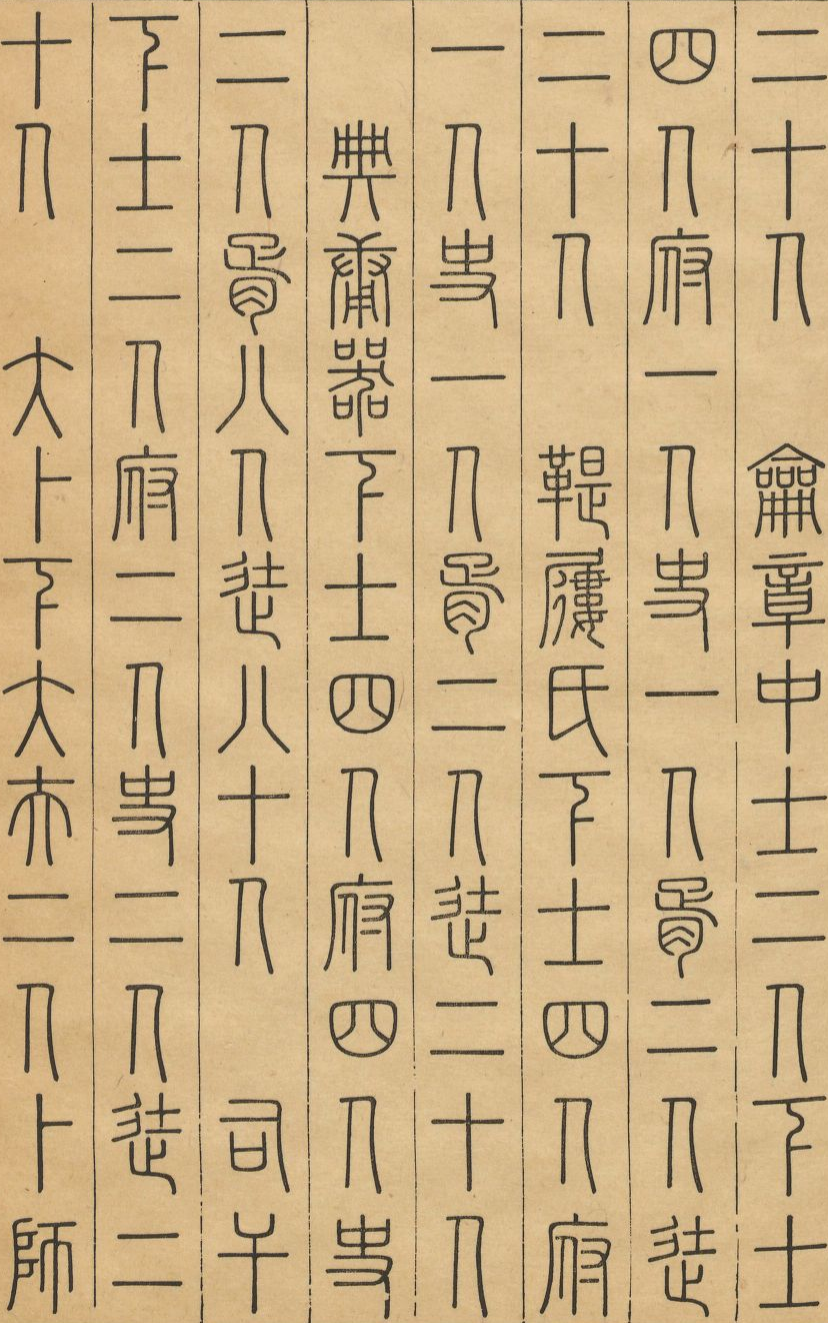 二十人　籥章中士二人下士
四人府一人史一人胥二人徒
二十人　鞮屨氏下士四人府
一人史一人胥二人徒二十人
典庸器下士四人府四人史
二人胥八人徒八十人　司干
下士二人府二人史二人徒二
十人　大卜下大夫二人卜師